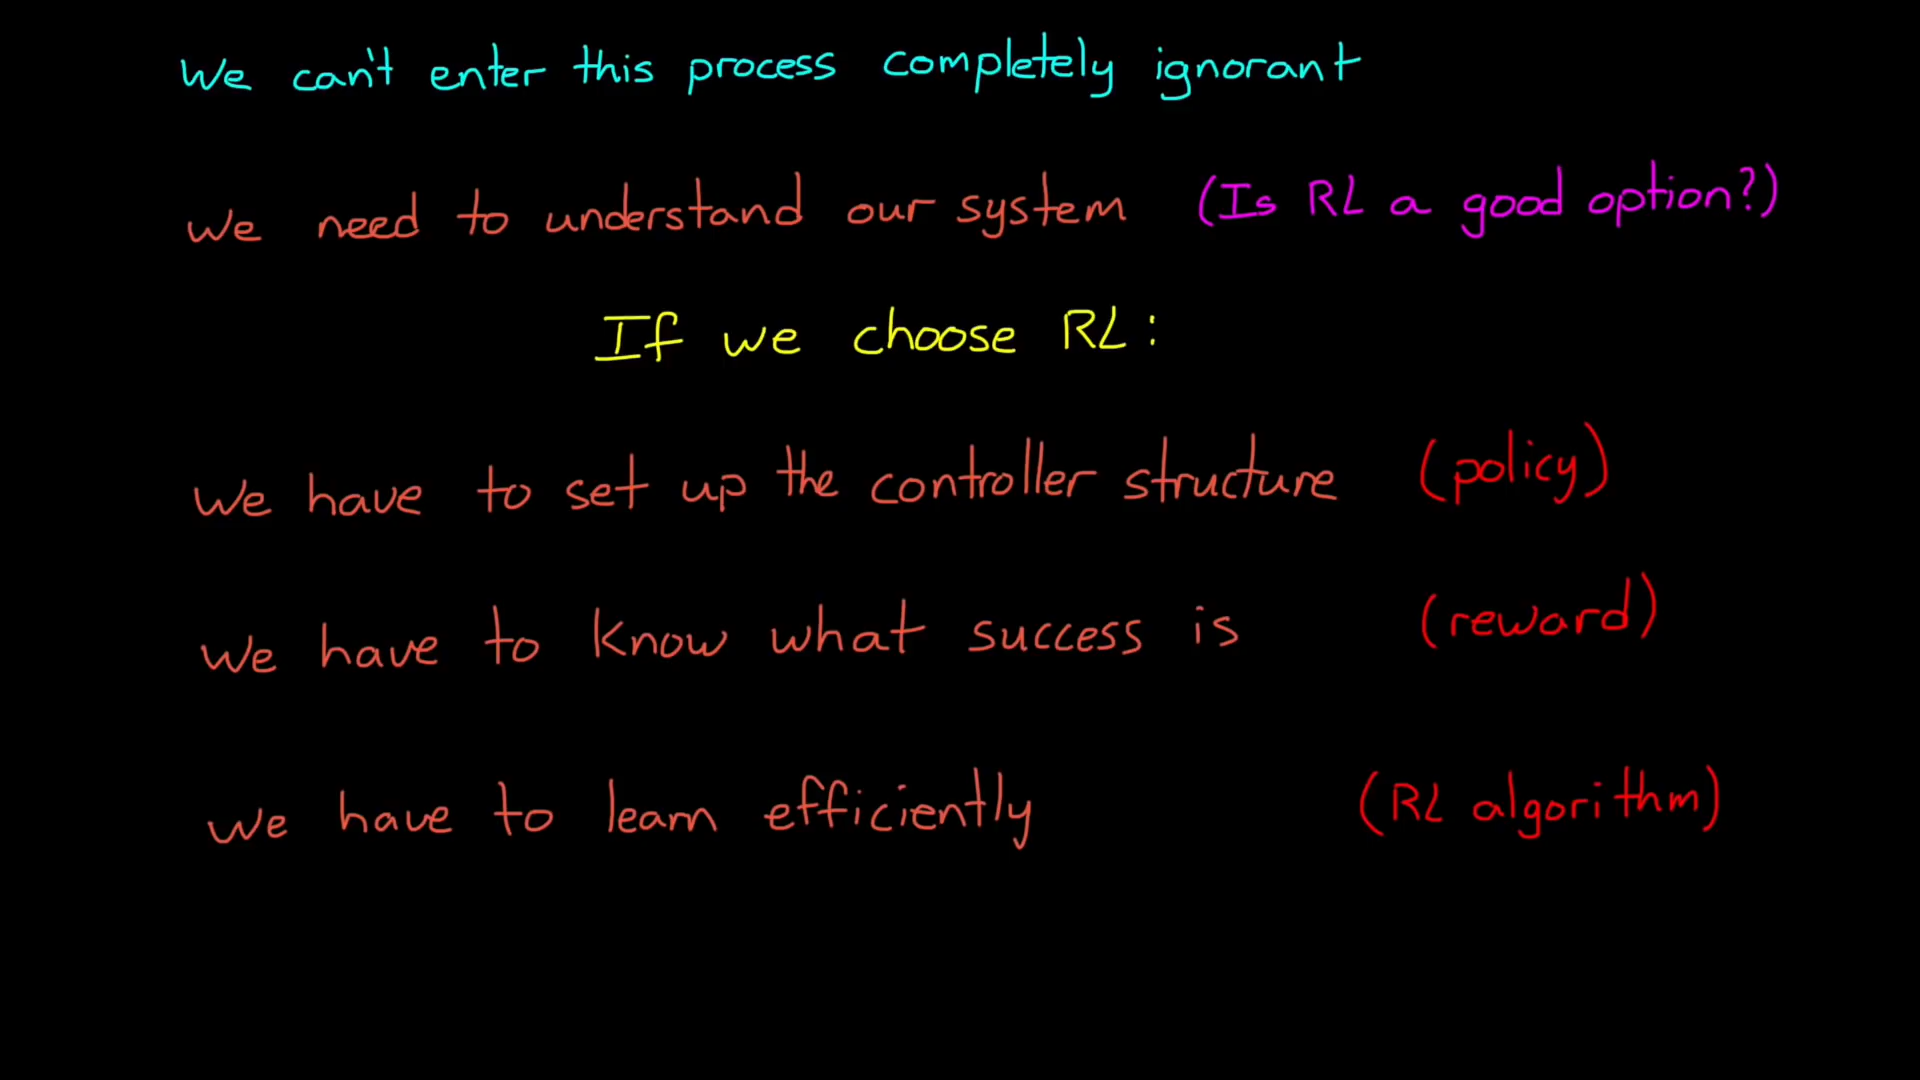 We can't enter this process completely ignorant
We need to understand our system (Is RL a good option?)
If we choose RL:
We have to set up the controller structure (policy)
We have to know what success is (reward)
We have to learn efficiently (RL algorithm)